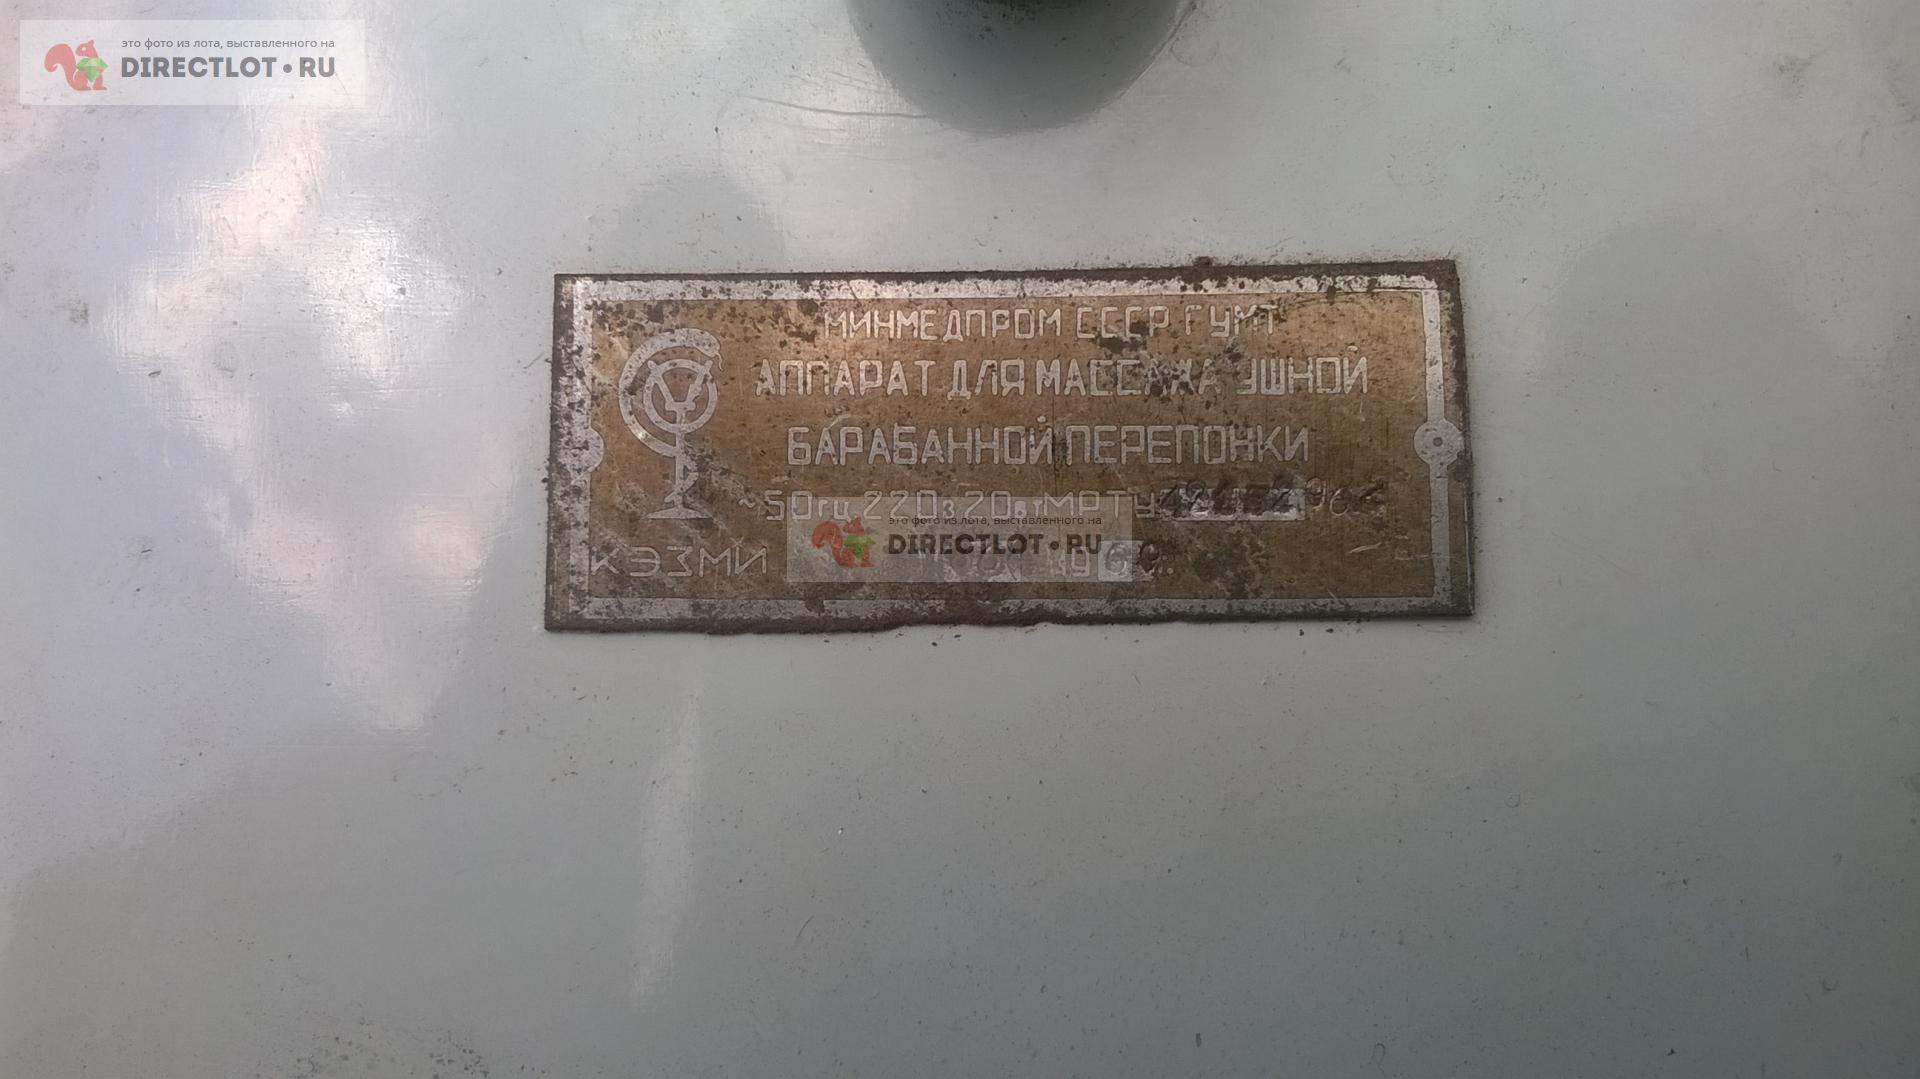 это фото из лота, выставленного на
DIRECTLOT•RU
МИНМЕДПРОМ СССР ГУМТ
АППАРАТ ДЛЯ МАССАЖА УШНОЙ
БАРАБАННОЙ ПЕРЕПОНКИ
~50гц 220в 20вт МРТУ
это фото из лота, выставленного на
DIRECTLOT•RU
КЭЗМИ